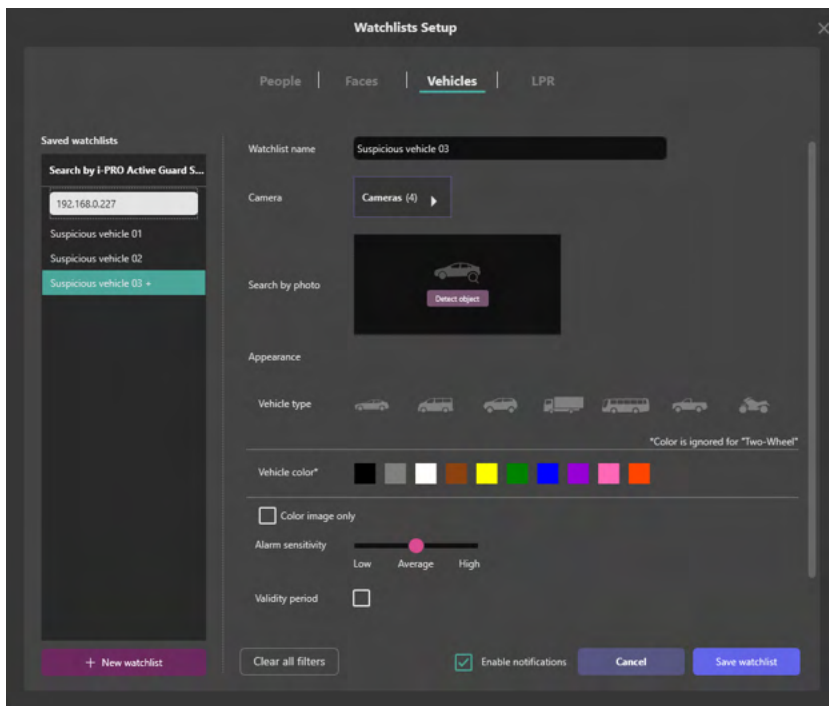 Watchlists Setup
People | Faces | Vehicles | LPR
Saved watchlists
Search by i-PRO Active Guard S...
192.168.0.227
Suspicious vehicle 01
Suspicious vehicle 02
Suspicious vehicle 03 +
+ New watchlist
Watchlist name
Suspicious vehicle 03
Camera
Cameras (4)
Search by photo
Detect object
Appearance
Vehicle type
*Color is ignored for "Two-Wheel"
Vehicle color*
Color image only
Alarm sensitivity
Low Average High
Validity period
Clear all filters
Enable notifications
Cancel
Save watchlist